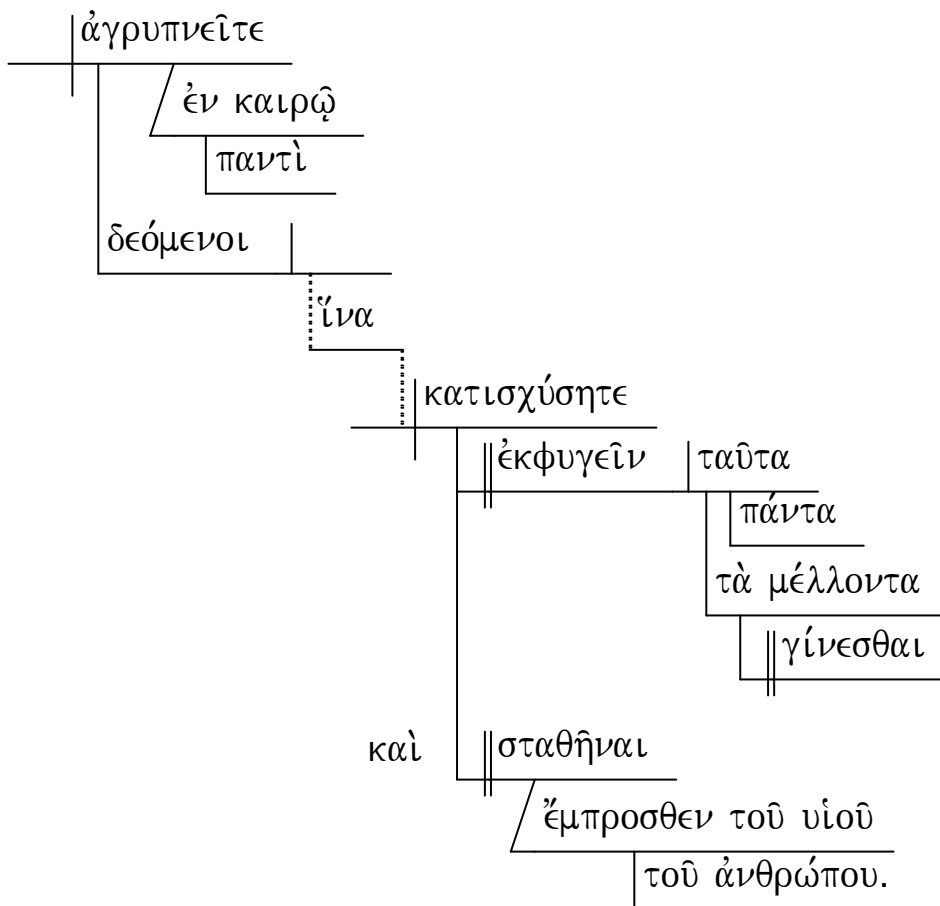 ἀγρυπνεῖτε
ἐν καιρῷ
παντὶ
δεόμενοι
ἵνα
κατισχύσητε
ἐκφυγεῖν ταῦτα
πάντα
τὰ μέλλοντα
γίνεσθαι
καὶ σταθῆναι
ἔμπροσθεν τοῦ υἱοῦ
τοῦ ἀνθρώπου.